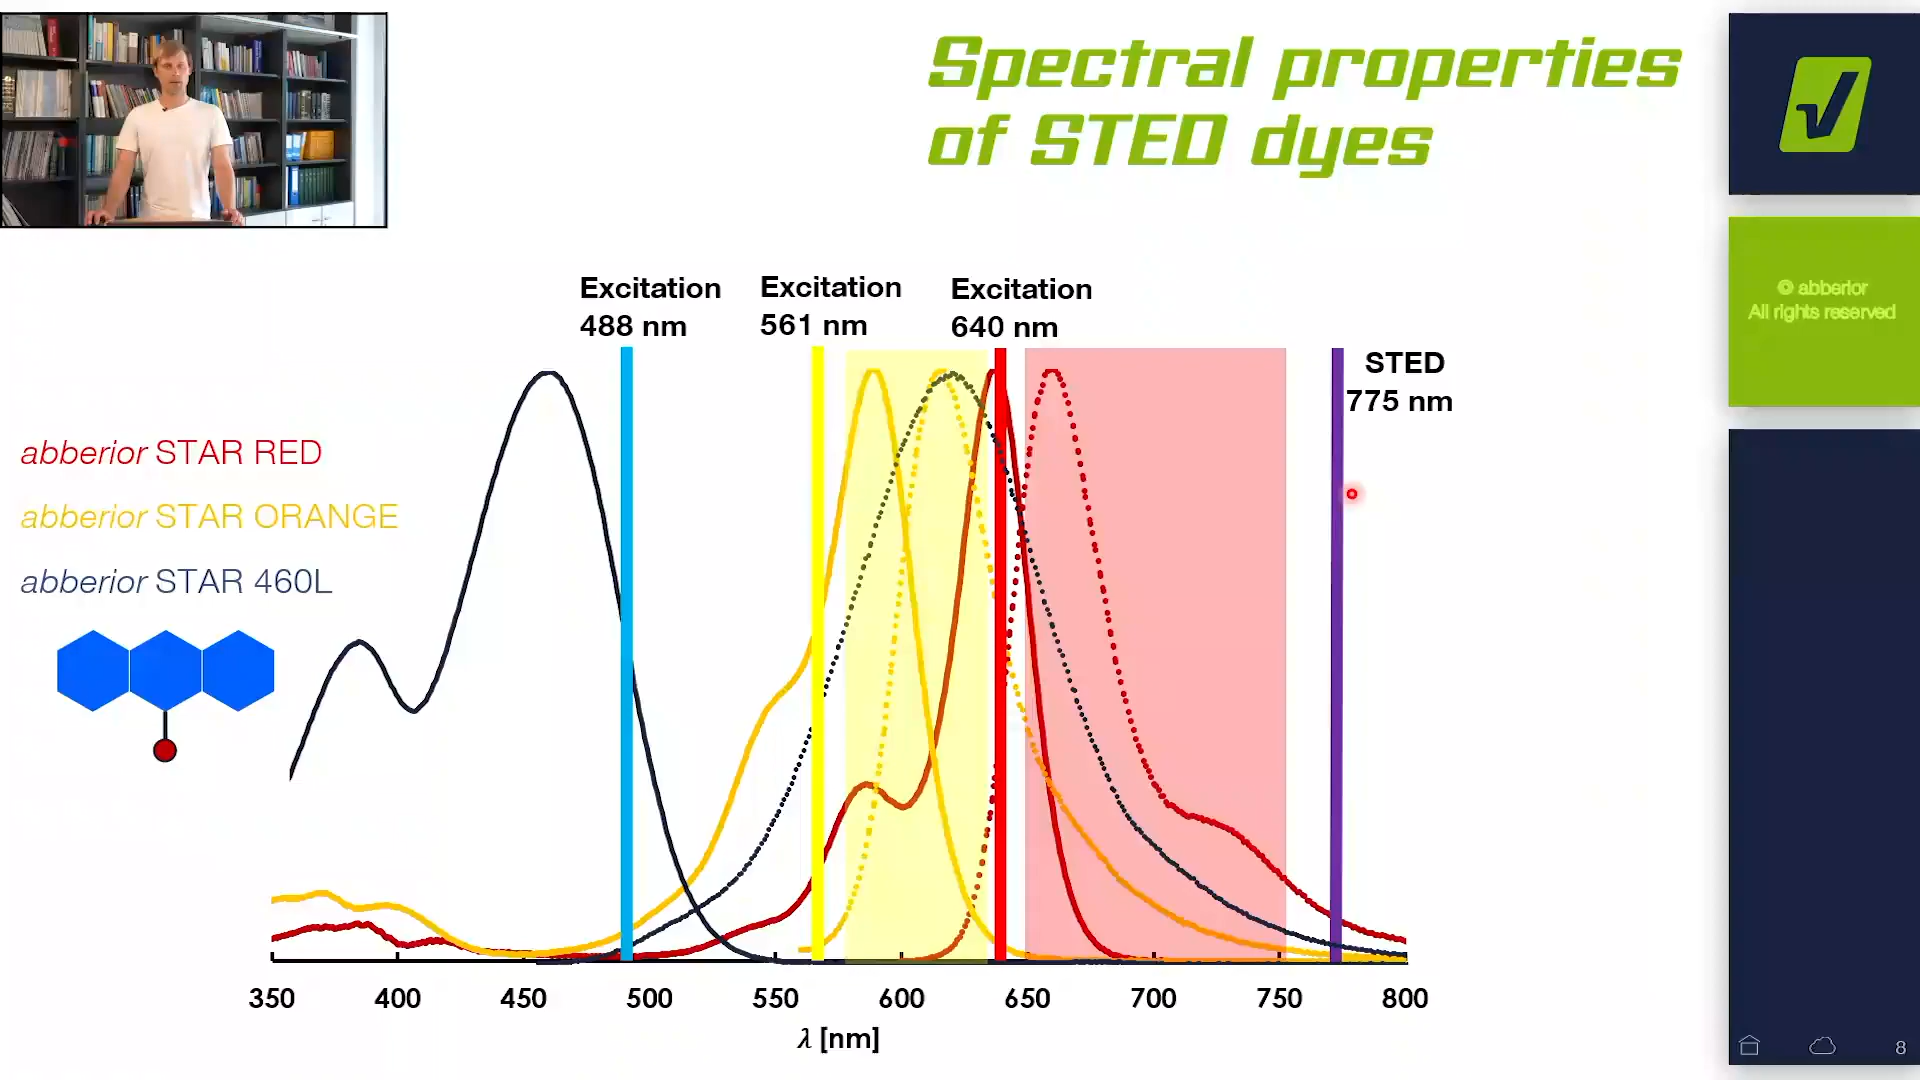 Spectral properties
of STED dyes
© abberior
All rights reserved
Excitation
488 nm
Excitation
561 nm
Excitation
640 nm
STED
775 nm
abberior STAR RED
abberior STAR ORANGE
abberior STAR 460L
350 400 450 500 550 600 650 700 750 800
λ [nm]
8